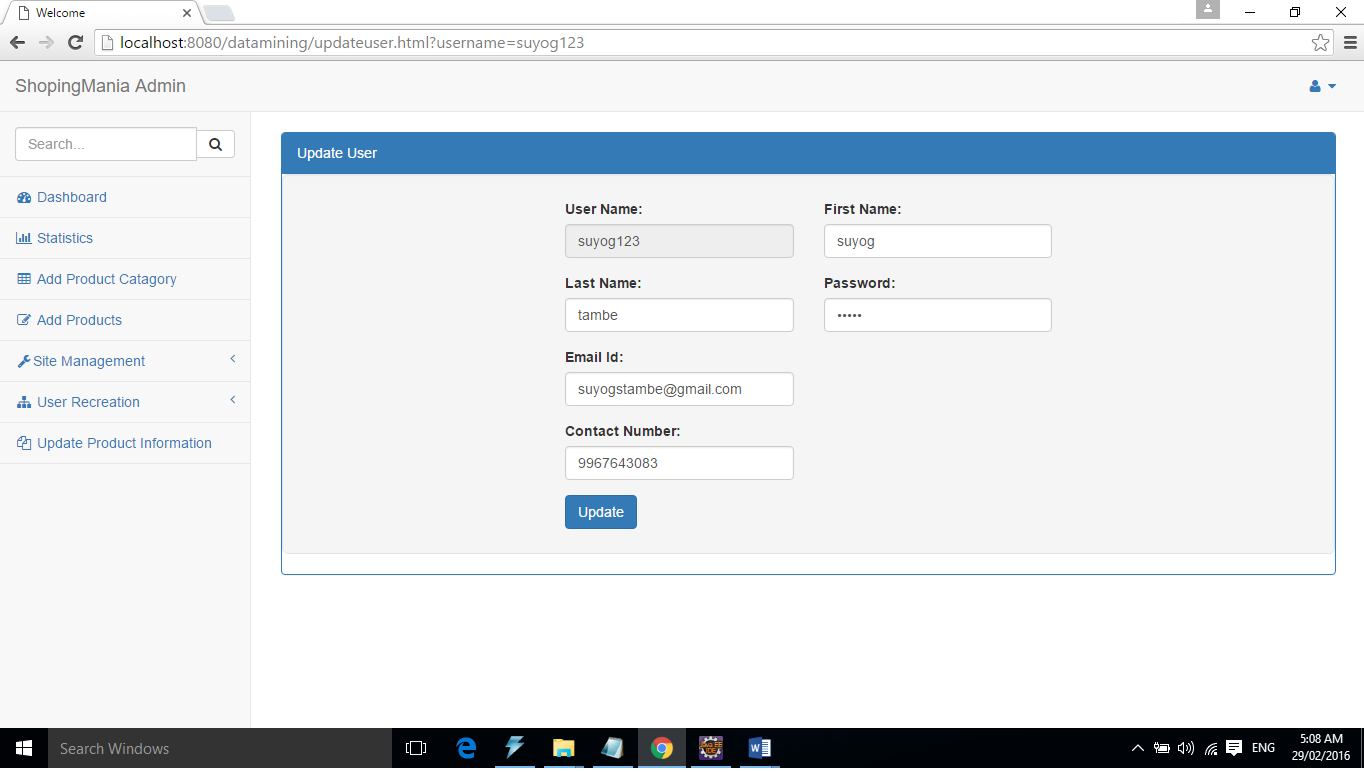 Welcome
localhost:8080/datamining/updateuser.html?username=suyog123
ShopingMania Admin
Search...
Dashboard
Statistics
Add Product Catagory
Add Products
Site Management
User Recreation
Update Product Information
Update User
User Name:
First Name:
suyog123
suyog
Last Name:
Password:
tambe
•••••
Email Id:
suyogstambe@gmail.com
Contact Number:
9967643083
Update
Search Windows
ENG
5:08 AM
29/02/2016